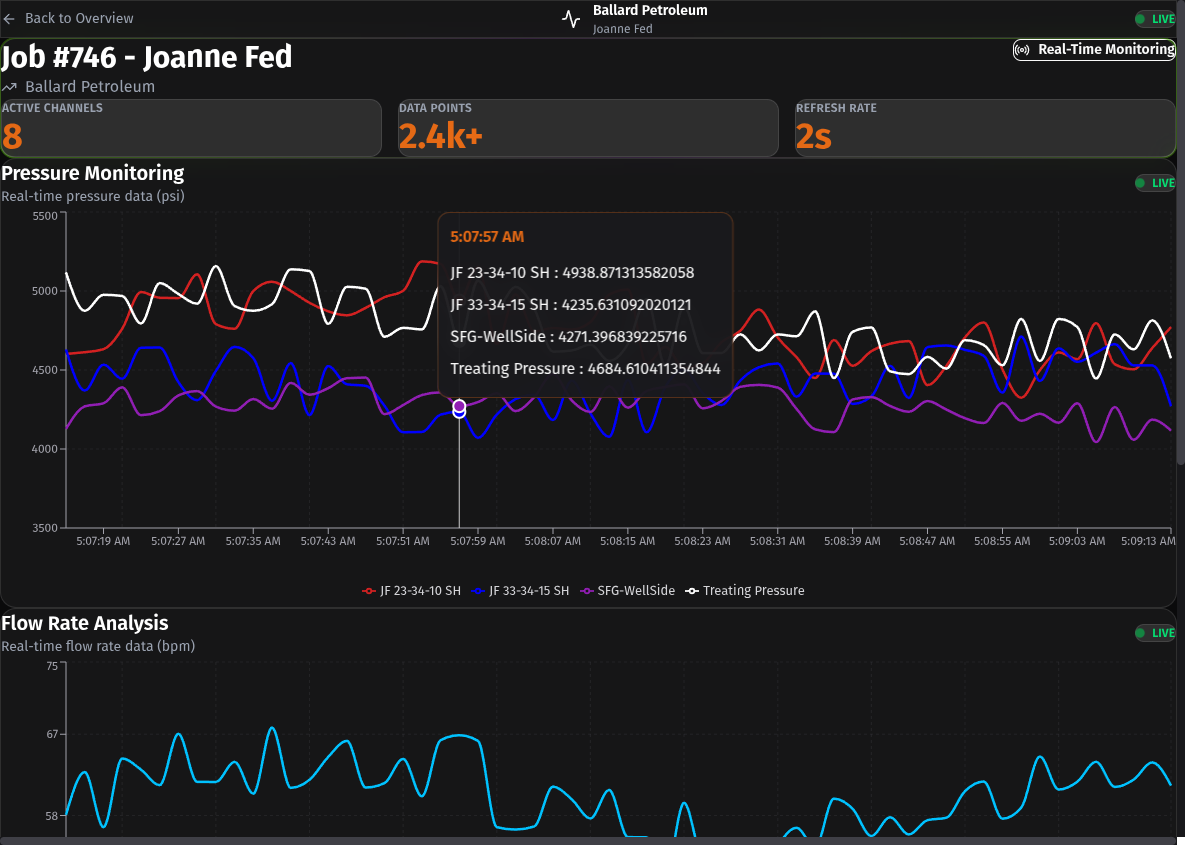 Back to Overview
Ballard Petroleum
Joanne Fed
LIVE
Job #746 - Joanne Fed
Real-Time Monitoring
Ballard Petroleum
ACTIVE CHANNELS
8
DATA POINTS
2.4k+
REFRESH RATE
2s
Pressure Monitoring
LIVE
Real-time pressure data (psi)
5500
5000
4500
4000
3500
5:07:57 AM
JF 23-34-10 SH : 4938.871313582058
JF 33-34-15 SH : 4235.631092020121
SFG-WellSide : 4271.396839225716
Treating Pressure : 4684.610411354844
5:07:19 AM 5:07:27 AM 5:07:35 AM 5:07:43 AM 5:07:51 AM 5:07:59 AM 5:08:07 AM 5:08:15 AM 5:08:23 AM 5:08:31 AM 5:08:39 AM 5:08:47 AM 5:08:55 AM 5:09:03 AM 5:09:13 AM
JF 23-34-10 SH JF 33-34-15 SH SFG-WellSide Treating Pressure
Flow Rate Analysis
LIVE
Real-time flow rate data (bpm)
75
67
58